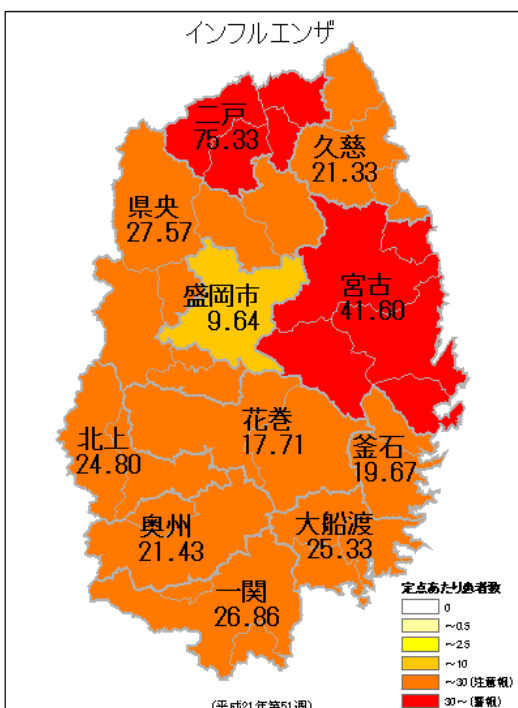 インフルエンザ
二戸
75.33
久慈
21.33
県央
27.57
盛岡市
9.64
宮古
41.60
花巻
17.71
北上
24.80
釜石
19.67
奥州
21.43
大船渡
25.33
一関
26.86
定点あたり患者数
0
～0.5
～2.5
～10
～30(注意報)
30～(警報)
(平成21年第51週)